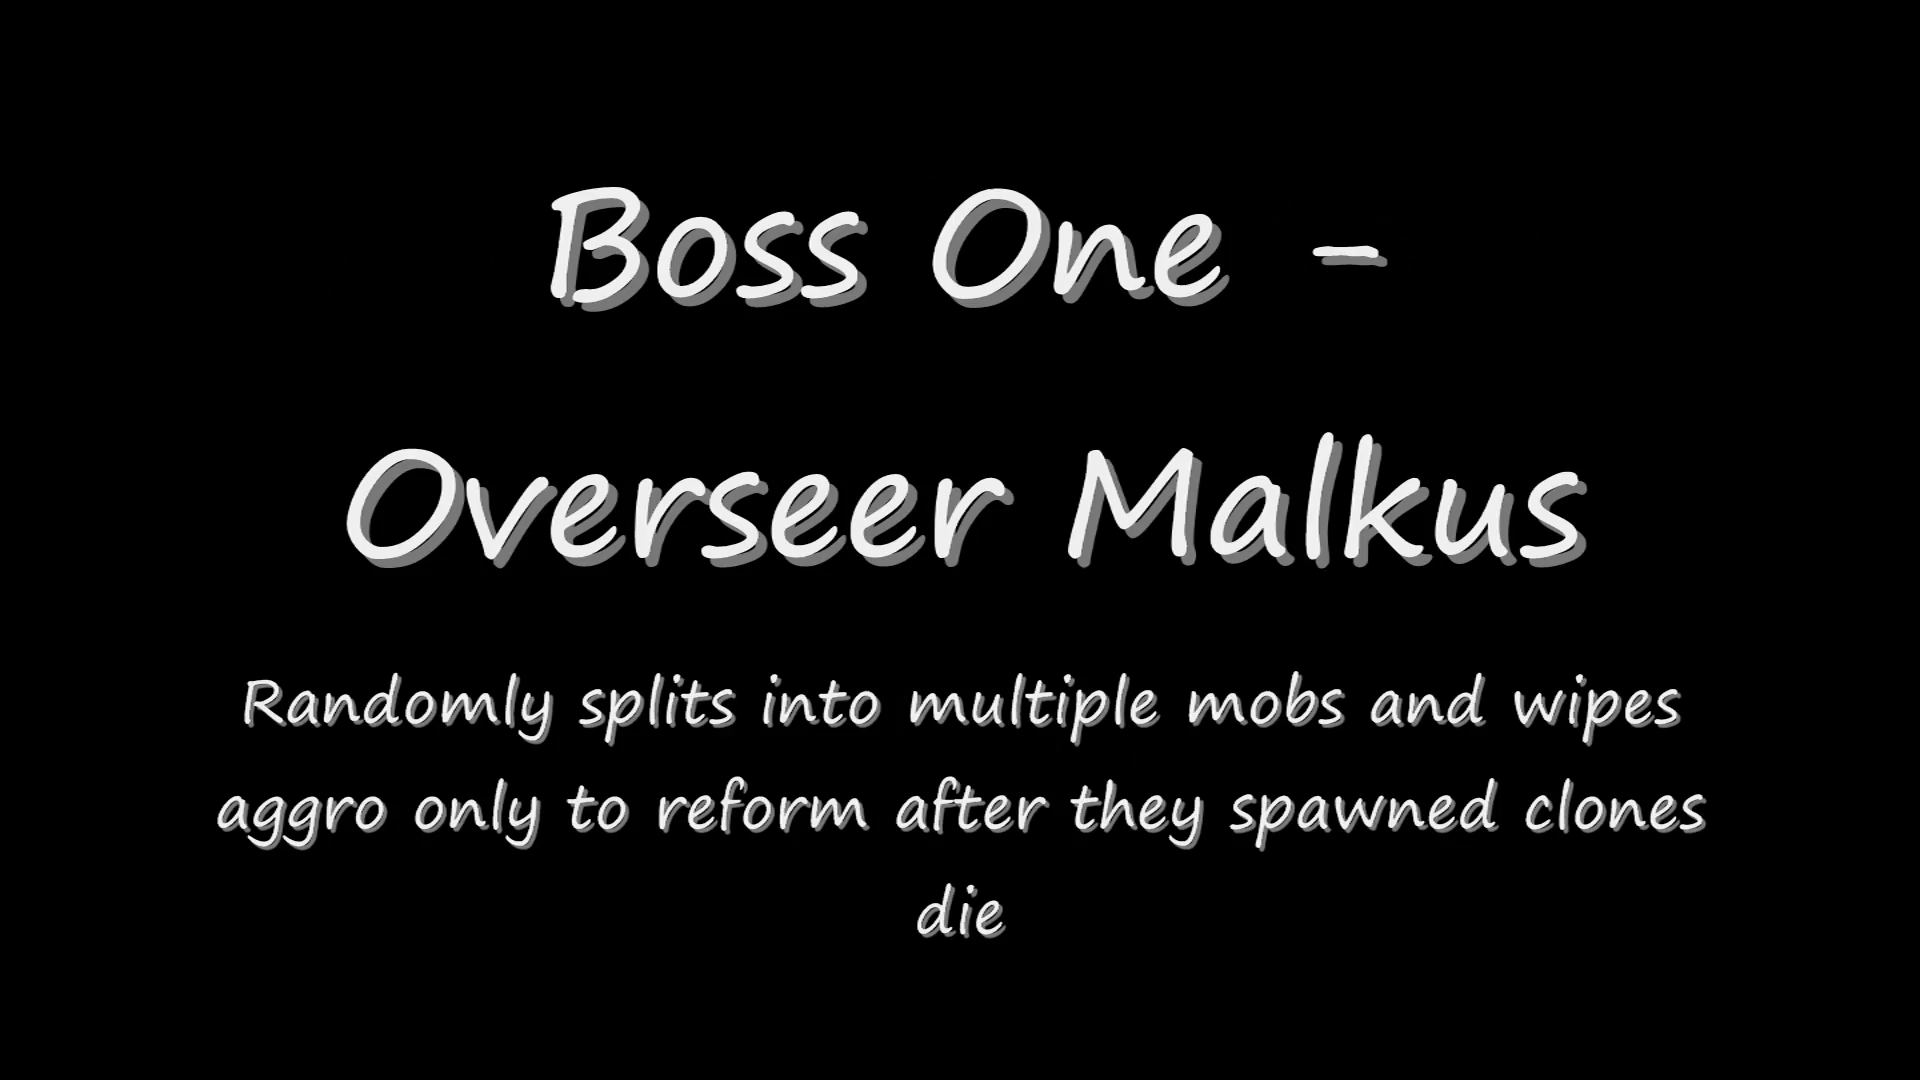 Boss One -
Overseer Malkus
Randomly splits into multiple mobs and wipes
aggro only to reform after they spawned clones
die